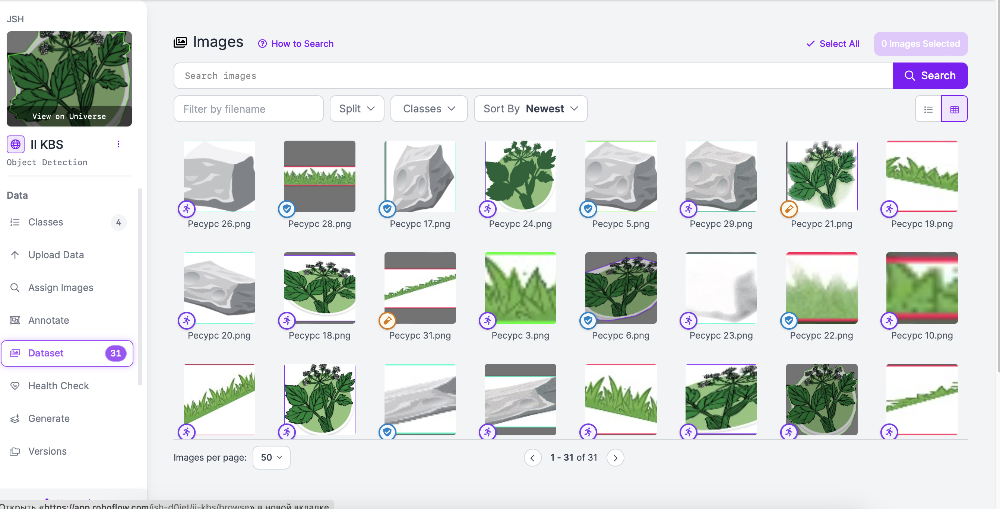 JSH
View on Universe
II KBS
Object Detection
Data
Classes 4
Upload Data
Assign Images
Annotate
Dataset 31
Health Check
Generate
Versions
Images How to Search Select All 0 Images Selected
Search images Search
Filter by filename Split Classes Sort By Newest
Ресурс 26.png Ресурс 28.png Ресурс 17.png Ресурс 24.png Ресурс 5.png Ресурс 29.png Ресурс 21.png Ресурс 19.png
Ресурс 20.png Ресурс 18.png Ресурс 31.png Ресурс 3.png Ресурс 6.png Ресурс 23.png Ресурс 22.png Ресурс 10.png
Images per page: 50 1 - 31 of 31
Открыть «https://app.roboflow.com/jsh-d0jet/ii-kbs/browse» в новой вкладке